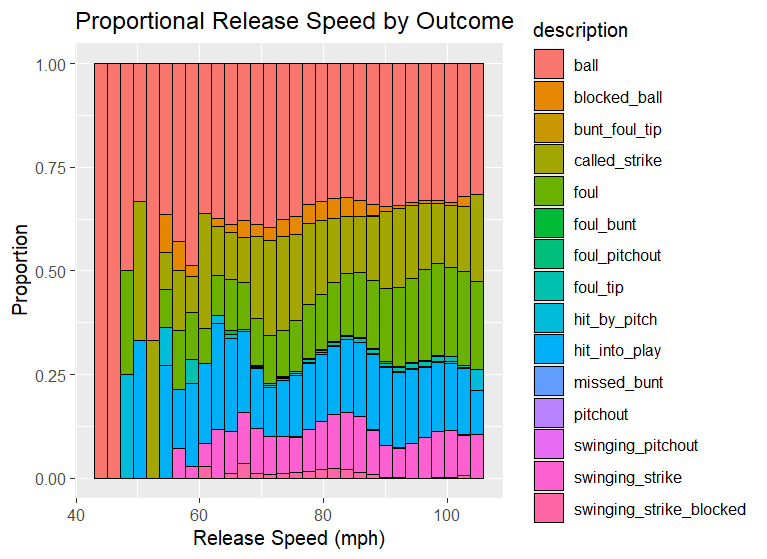 Proportional Release Speed by Outcome
description
ball
blocked_ball
bunt_foul_tip
called_strike
foul
foul_bunt
foul_pitchout
foul_tip
hit_by_pitch
hit_into_play
missed_bunt
pitchout
swinging_pitchout
swinging_strike
swinging_strike_blocked
Proportion
1.00
0.75
0.50
0.25
0.00
40 60 80 100
Release Speed (mph)